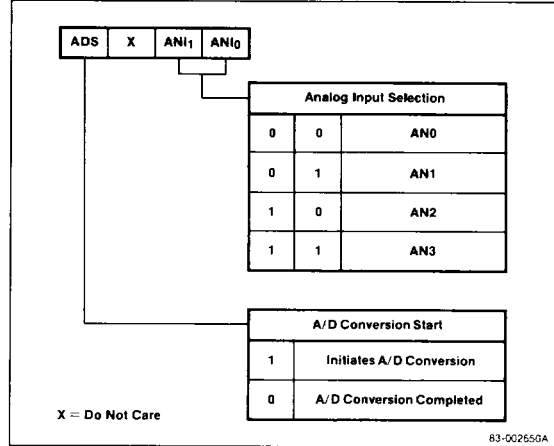 ADS X ANI1 ANI0
Analog Input Selection
0 0 AN0
0 1 AN1
1 0 AN2
1 1 AN3
A/D Conversion Start
1 Initiates A/D Conversion
0 A/D Conversion Completed
X = Do Not Care
83-002650A